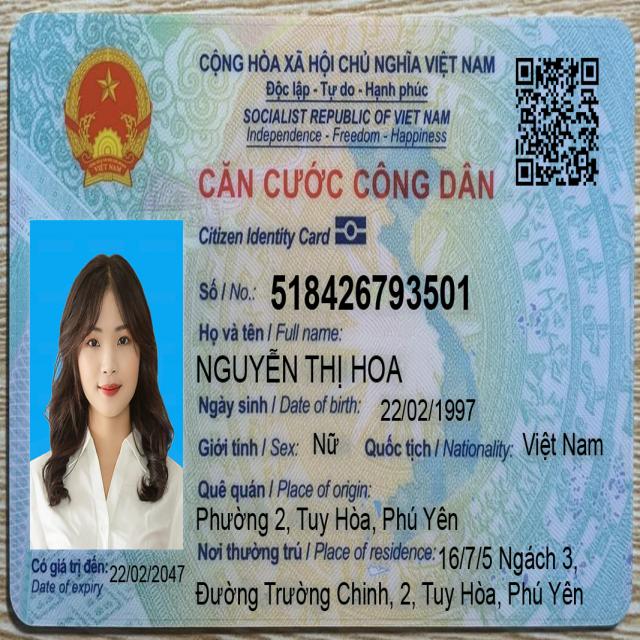 CỘNG HÒA XÃ HỘI CHỦ NGHĨA VIỆT NAM
Độc lập - Tự do - Hạnh phúc
SOCIALIST REPUBLIC OF VIET NAM
Independence - Freedom - Happiness
CĂN CƯỚC CÔNG DÂN
Citizen Identity Card
Số / No.: 518426793501
Họ và tên / Full name:
NGUYỄN THỊ HOA
Ngày sinh / Date of birth: 22/02/1997
Giới tính / Sex: Nữ Quốc tịch / Nationality: Việt Nam
Quê quán / Place of origin:
Phường 2, Tuy Hòa, Phú Yên
Nơi thường trú / Place of residence: 16/7/5 Ngách 3,
Đường Trường Chinh, 2, Tuy Hòa, Phú Yên
Có giá trị đến: 22/02/2047
Date of expiry
VIỆT NAM